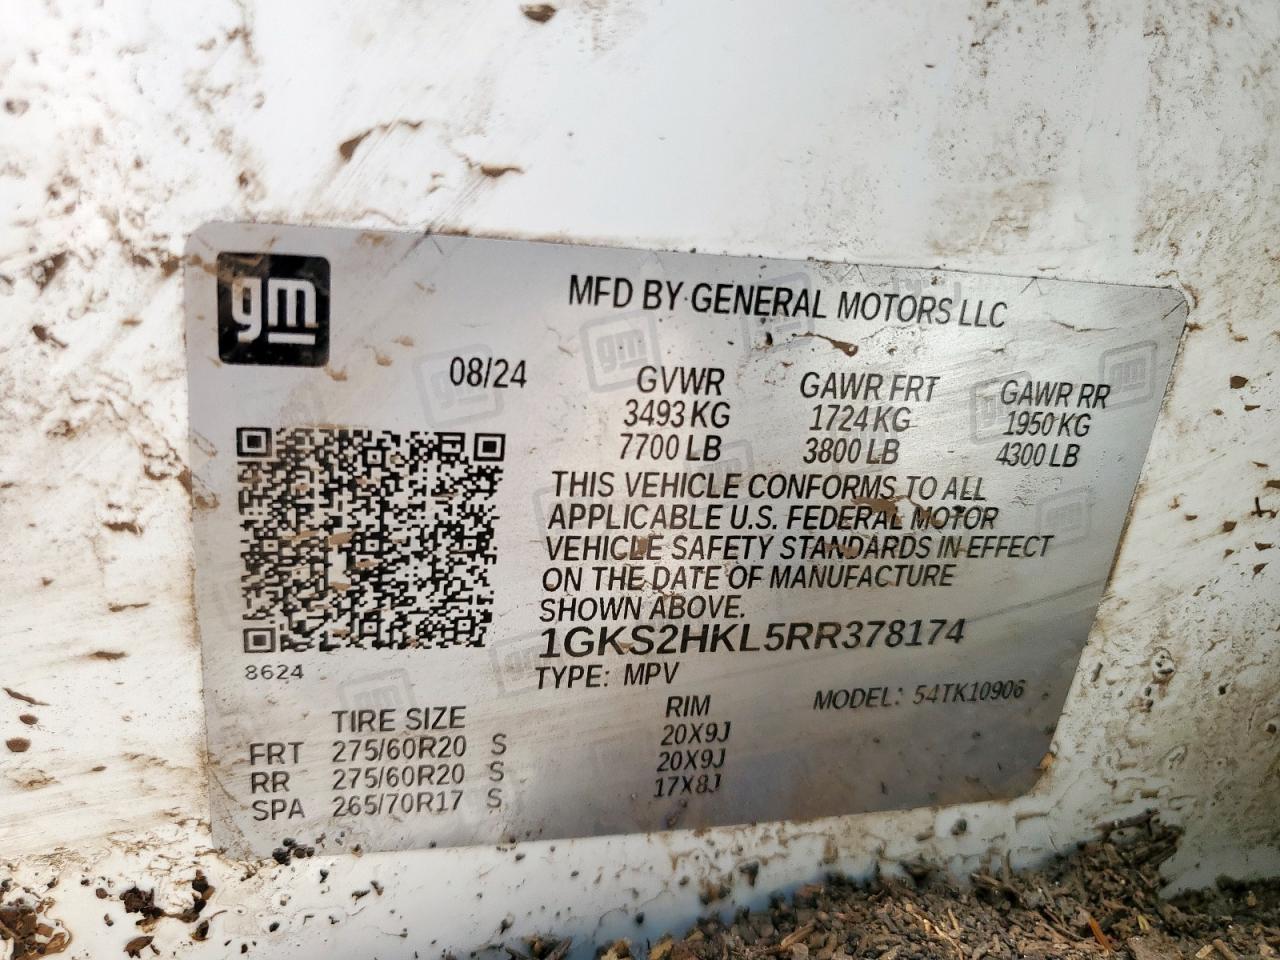 gm
MFD BY GENERAL MOTORS LLC
08/24
GVWR GAWR FRT GAWR RR
3493 KG 1724 KG 1950 KG
7700 LB 3800 LB 4300 LB
THIS VEHICLE CONFORMS TO ALL
APPLICABLE U.S. FEDERAL MOTOR
VEHICLE SAFETY STANDARDS IN EFFECT
ON THE DATE OF MANUFACTURE
SHOWN ABOVE.
1GKS2HKL5RR378174
8624
TYPE: MPV MODEL: 54TK10906
TIRE SIZE RIM
FRT 275/60R20 S 20X9J
RR 275/60R20 S 20X9J
SPA 265/70R17 S 17X8J